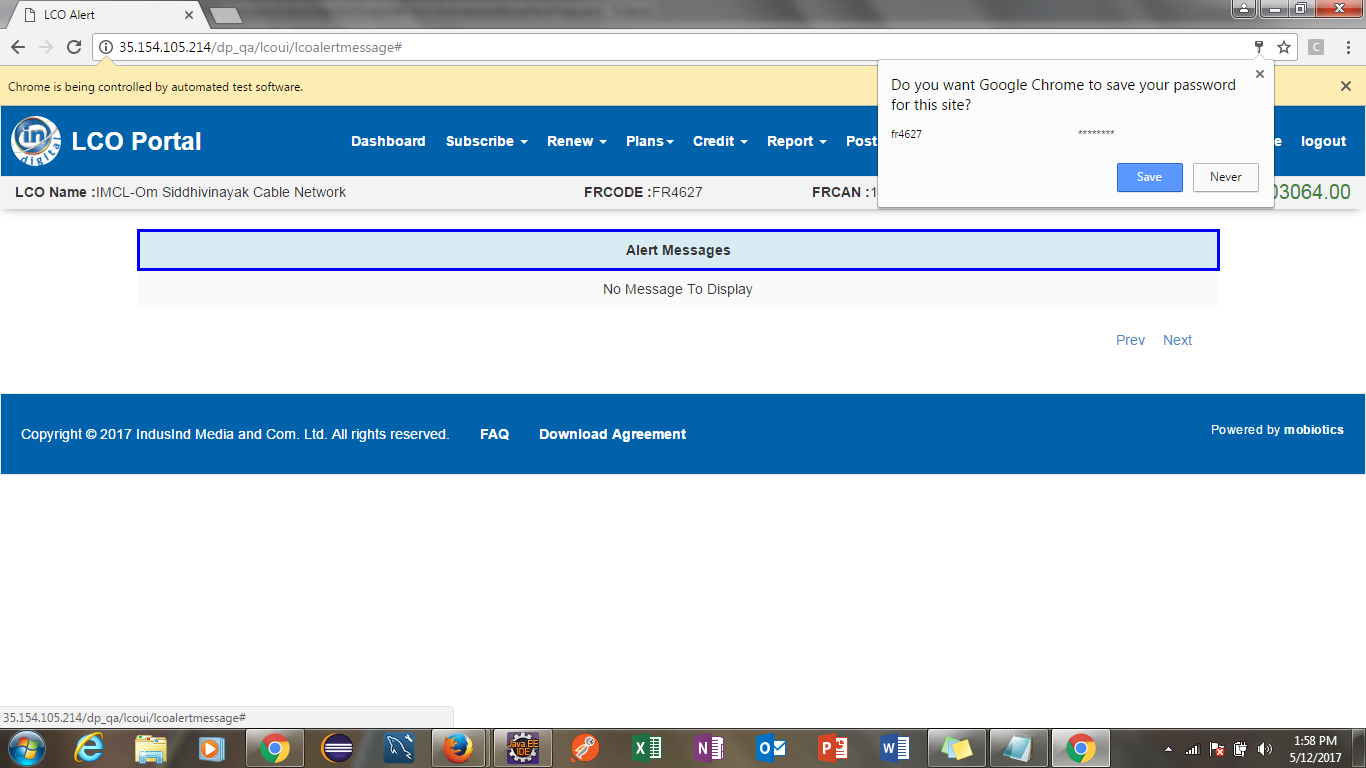 LCO Alert
35.154.105.214/dp_qa/lcoui/lcoalertmessage#
C
Chrome is being controlled by automated test software.
Do you want Google Chrome to save your password
for this site?
fr4627 ********
Save Never
in digital
LCO Portal Dashboard Subscribe Renew Plans Credit Report Post e logout
LCO Name :IMCL-Om Siddhivinayak Cable Network FRCODE :FR4627 FRCAN :1 03064.00
Alert Messages
No Message To Display
Prev Next
Copyright © 2017 IndusInd Media and Com. Ltd. All rights reserved. FAQ Download Agreement Powered by mobiotics
35.154.105.214/dp_qa/lcoui/lcoalertmessage#
Java EE
IDE
1:58 PM
5/12/2017